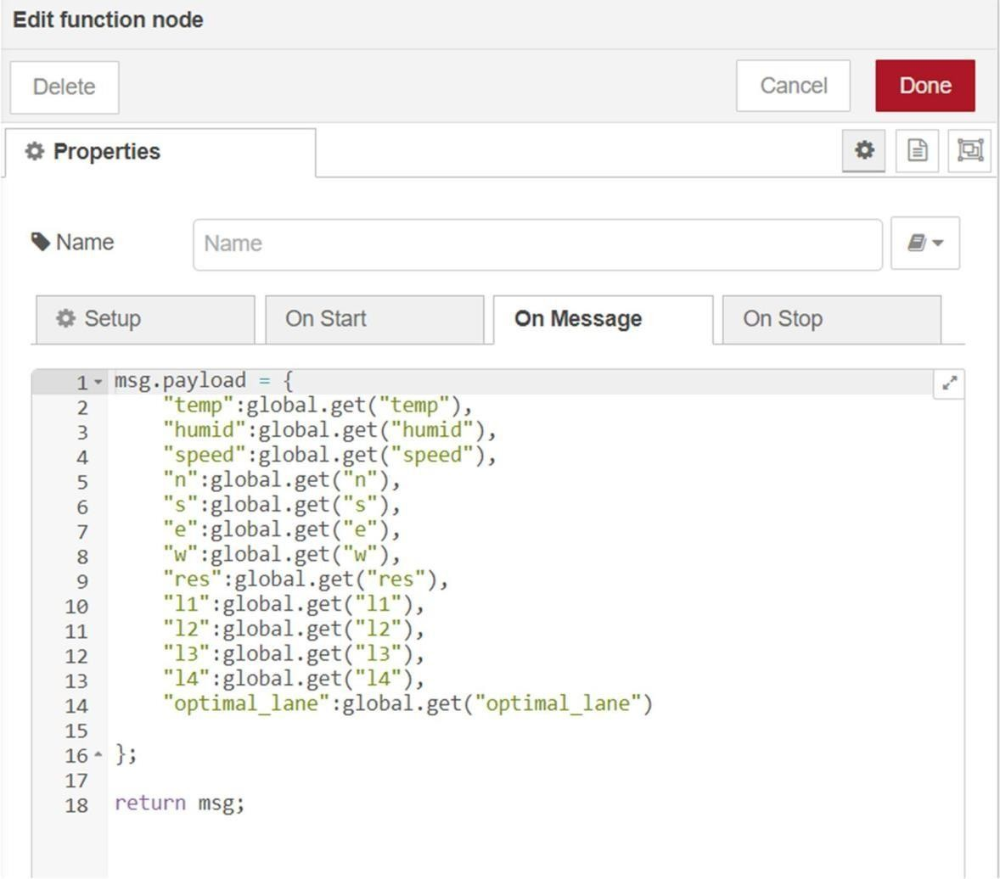 Edit function node
Delete
Cancel
Done
Properties
Name
Name
Setup
On Start
On Message
On Stop
1 msg.payload = {
2     "temp":global.get("temp"),
3     "humid":global.get("humid"),
4     "speed":global.get("speed"),
5     "n":global.get("n"),
6     "s":global.get("s"),
7     "e":global.get("e"),
8     "w":global.get("w"),
9     "res":global.get("res"),
10     "l1":global.get("l1"),
11     "l2":global.get("l2"),
12     "l3":global.get("l3"),
13     "l4":global.get("l4"),
14     "optimal_lane":global.get("optimal_lane")
15
16 };
17
18 return msg;